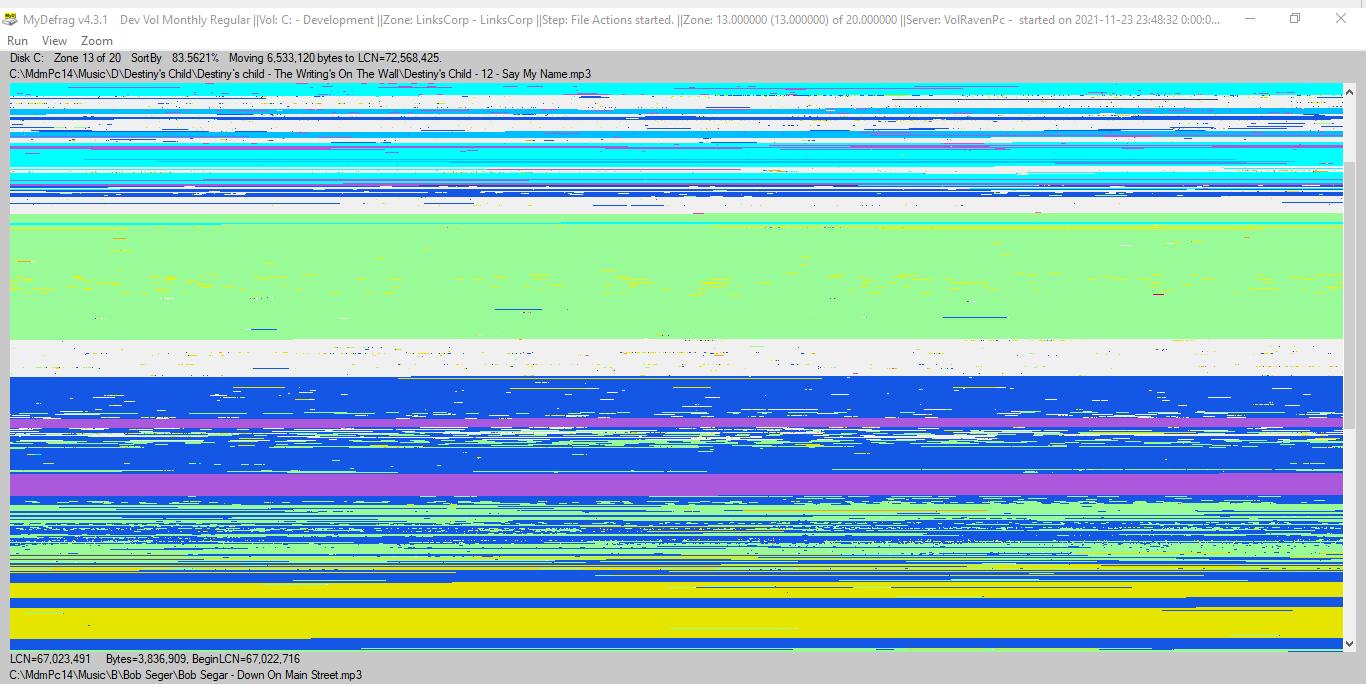 MyDefrag v4.3.1    Dev Vol Monthly Regular ||Vol: C: - Development ||Zone: LinksCorp - LinksCorp ||Step: File Actions started. ||Zone: 13.000000 (13.000000) of 20.000000 ||Server: VolRavenPc -  started on 2021-11-23 23:48:32 0:00:0...
Run View Zoom
Disk C:   Zone 13 of 20   SortBy   83.5621%   Moving 6,533,120 bytes to LCN=72,568,425.
C:\MdmPc14\Music\D\Destiny's Child\Destiny's child - The Writing's On The Wall\Destiny's Child - 12 - Say My Name.mp3
LCN=67,023,491    Bytes=3,836,909, BeginLCN=67,022,716
C:\MdmPc14\Music\B\Bob Seger\Bob Segar - Down On Main Street.mp3